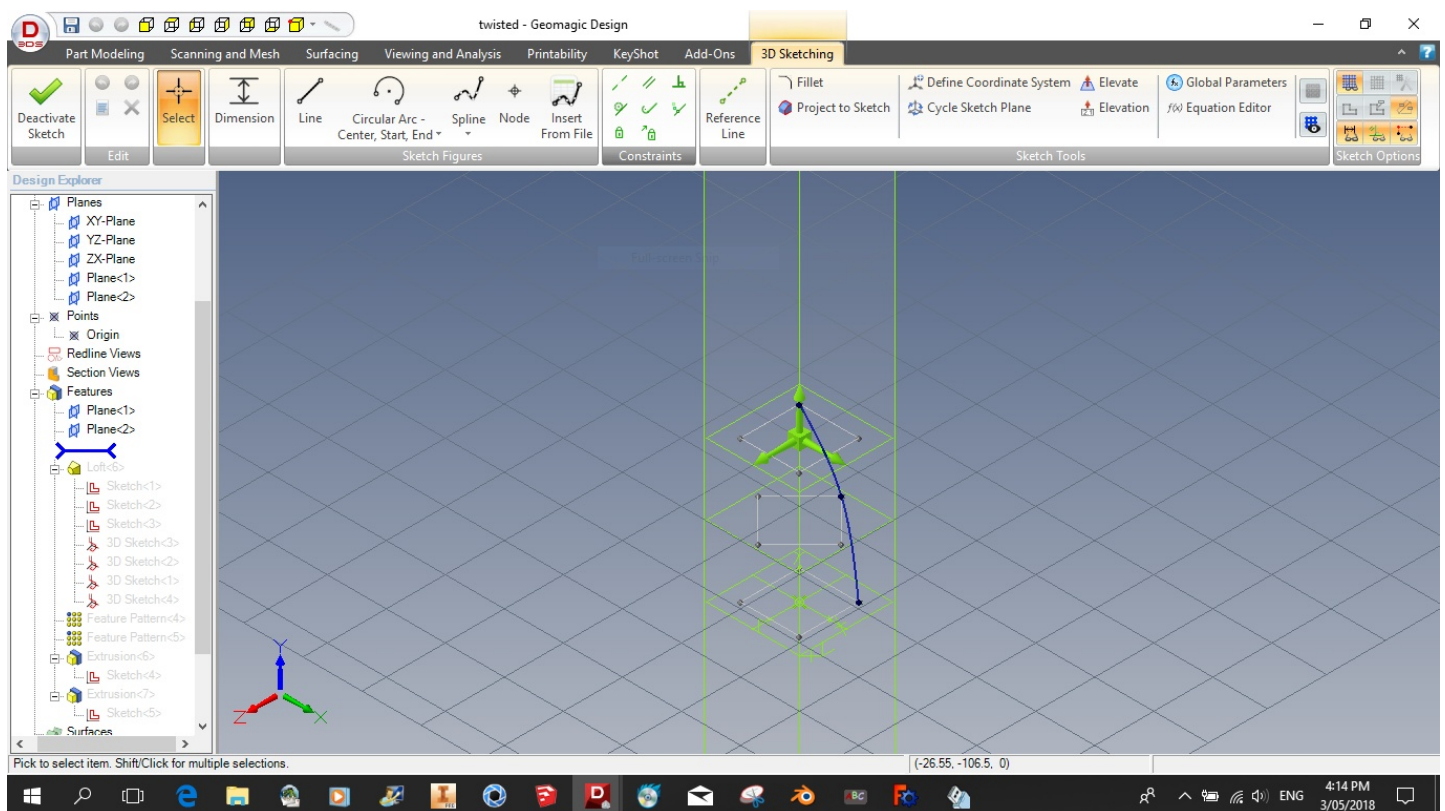 twisted - Geomagic Design
D
3DS
Part Modeling Scanning and Mesh Surfacing Viewing and Analysis Printability KeyShot Add-Ons 3D Sketching
Deactivate Sketch
Edit
Select
Dimension
Line
Circular Arc - Center, Start, End
Spline
Node
Insert From File
Sketch Figures
Constraints
Reference Line
Fillet
Project to Sketch
Define Coordinate System
Cycle Sketch Plane
Elevate
Elevation
Global Parameters
f(x) Equation Editor
Sketch Tools
Sketch Options
Design Explorer
Planes
XY-Plane
YZ-Plane
ZX-Plane
Plane<1>
Plane<2>
Points
Origin
Redline Views
Section Views
Features
Plane<1>
Plane<2>
Loft<6>
Sketch<1>
Sketch<2>
Sketch<3>
3D Sketch<3>
3D Sketch<2>
3D Sketch<1>
3D Sketch<4>
Feature Pattern<4>
Feature Pattern<5>
Extrusion<6>
Sketch<4>
Extrusion<7>
Sketch<5>
Surfaces
Full-screen Snip
Y
Z
X
Pick to select item. Shift/Click for multiple selections.
(-26.55, -106.5, 0)
ENG
4:14 PM
3/05/2018